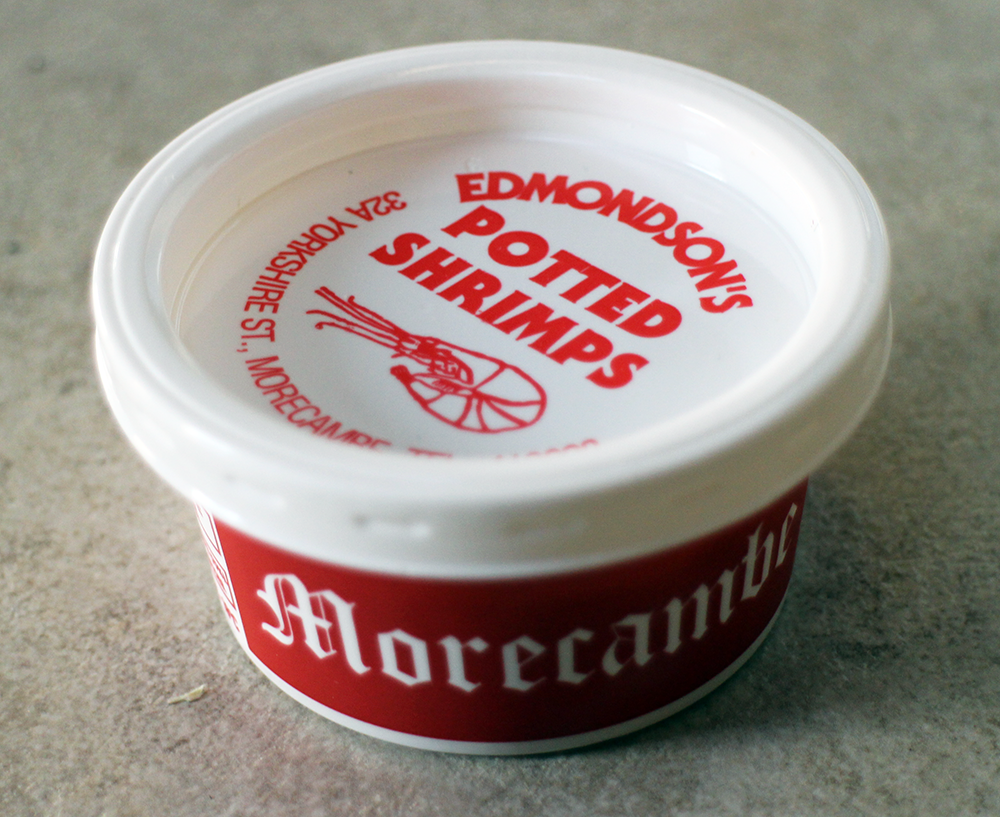 EDMONDSON'S
POTTED
SHRIMPS
32A YORKSHIRE ST., MORECAMBE
Morecambe